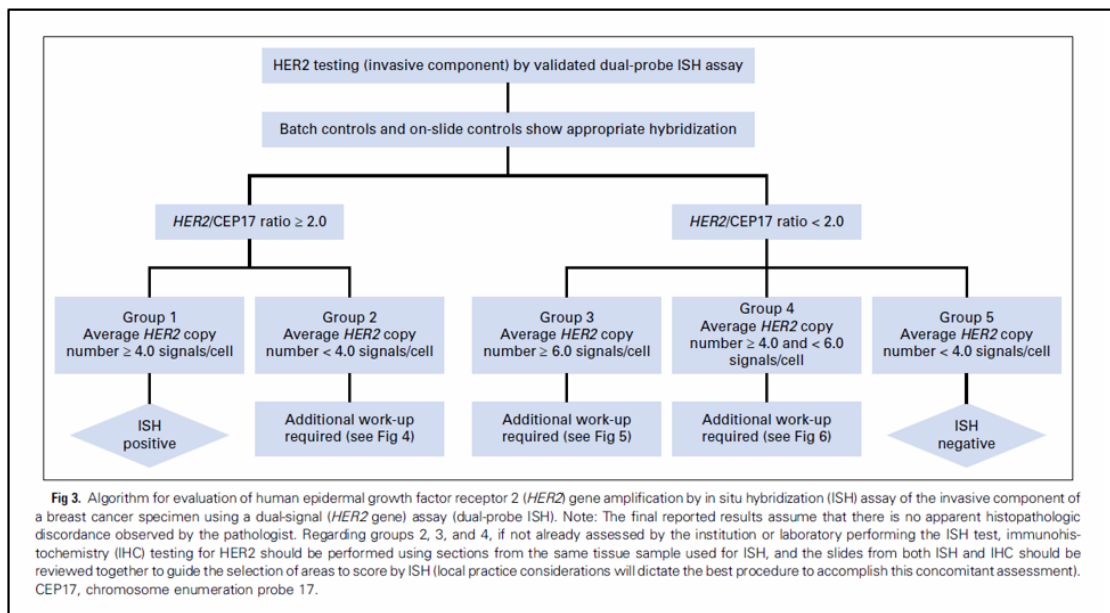 HER2 testing (invasive component) by validated dual-probe ISH assay
Batch controls and on-slide controls show appropriate hybridization
HER2/CEP17 ratio ≥ 2.0
HER2/CEP17 ratio < 2.0
Group 1
Average HER2 copy
number ≥ 4.0 signals/cell
Group 2
Average HER2 copy
number < 4.0 signals/cell
Group 3
Average HER2 copy
number ≥ 6.0 signals/cell
Group 4
Average HER2 copy
number ≥ 4.0 and < 6.0
signals/cell
Group 5
Average HER2 copy
number < 4.0 signals/cell
ISH
positive
Additional work-up
required (see Fig 4)
Additional work-up
required (see Fig 5)
Additional work-up
required (see Fig 6)
ISH
negative
Fig 3. Algorithm for evaluation of human epidermal growth factor receptor 2 (HER2) gene amplification by in situ hybridization (ISH) assay of the invasive component of
a breast cancer specimen using a dual-signal (HER2 gene) assay (dual-probe ISH). Note: The final reported results assume that there is no apparent histopathologic
discordance observed by the pathologist. Regarding groups 2, 3, and 4, if not already assessed by the institution or laboratory performing the ISH test, immunohis-
tochemistry (IHC) testing for HER2 should be performed using sections from the same tissue sample used for ISH, and the slides from both ISH and IHC should be
reviewed together to guide the selection of areas to score by ISH (local practice considerations will dictate the best procedure to accomplish this concomitant assessment).
CEP17, chromosome enumeration probe 17.